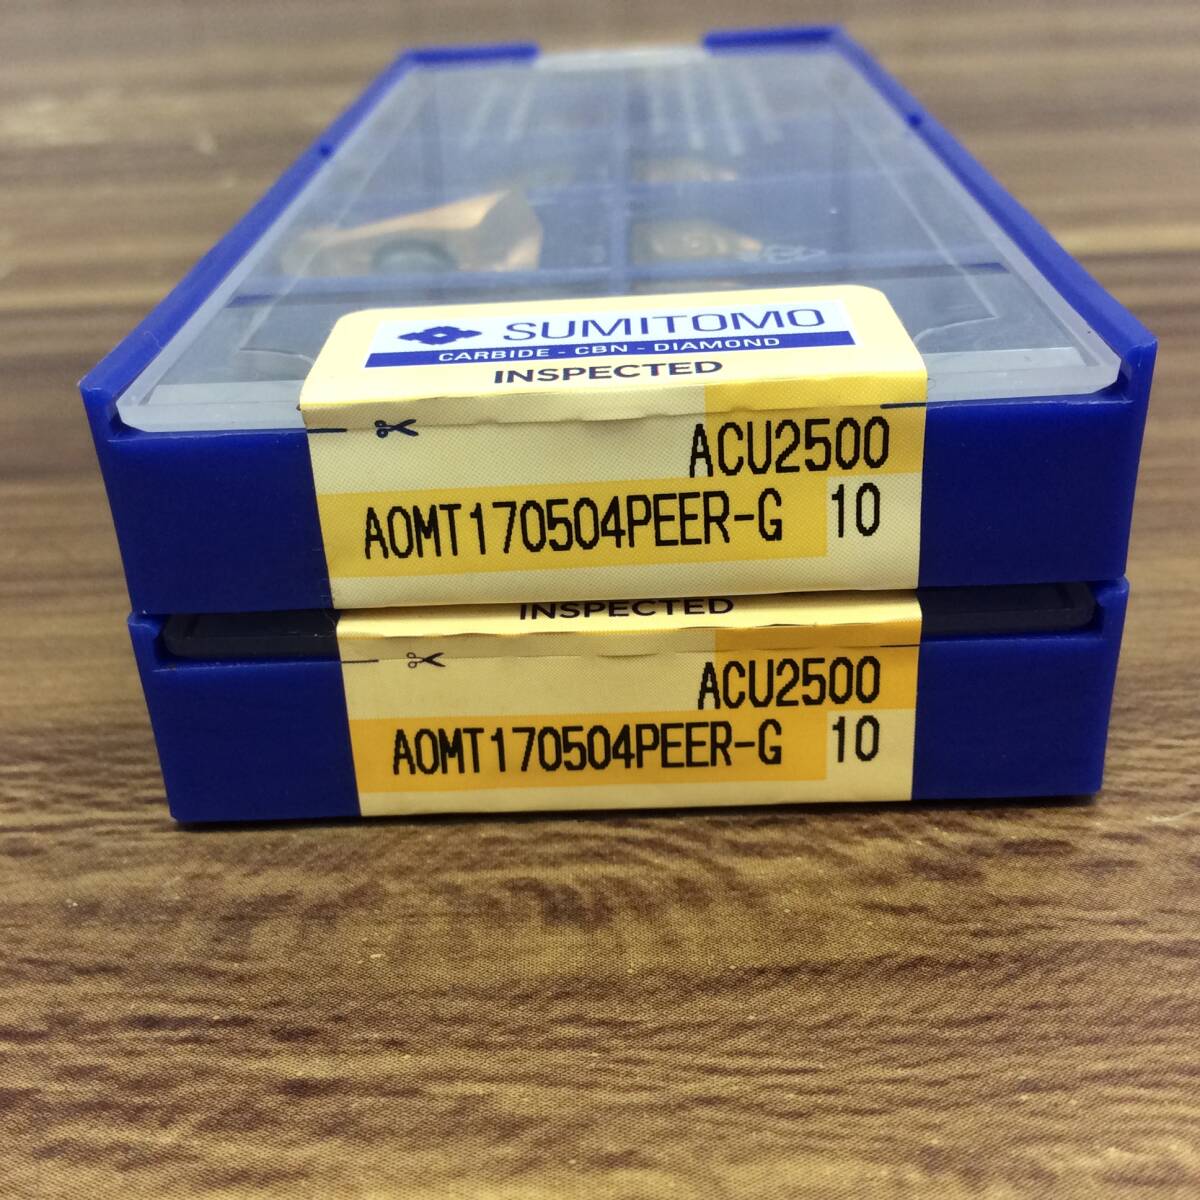 SUMITOMO
CARBIDE - CBN - DIAMOND
INSPECTED
ACU2500
AOMT170504PEER-G 10
INSPECTED
ACU2500
AOMT170504PEER-G 10